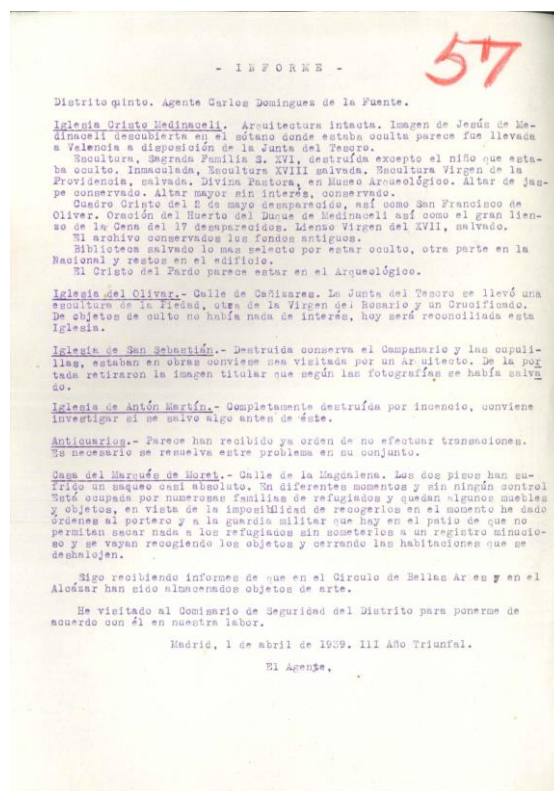 57
- I N F O R M E -
Distrito quinto. Agente Carlos Domínguez de la Fuente.
Iglesia Cristo Medinaceli. Arquitectura intacta. Imagen de Jesús de Me-
dinaceli descubierta en el sótano donde estaba oculta parece fue llevada
a Valencia a disposición de la Junta del Tesoro.
Escultura, Sagrada Familia S. XVI, destruída excepto el niño que esta-
ba oculto. Inmaculada, Escultura XVIII salvada. Escultura Virgen de la
Providencia, salvada. Divina Pastora, en Museo Arqueológico. Altar de jas-
pe conservado. Altar mayor sin interés, conservado.
Cuadro Cristo del 2 de mayo desaparecido, así como San Francisco de
Oliver. Oración del Huerto del Duque de Medinaceli así como el gran lien-
zo de la Cena del 17 desaparecidos. Lienzo Virgen del XVII, salvado.
El archivo conservados los fondos antiguos.
Biblioteca salvado lo mas selecto por estar oculto, otra parte en la
Nacional y restos en el edificio.
El Cristo del Pardo parece estar en el Arqueológico.
Iglesia del Olivar.- Calle de Cañizares. La Junta del Tesoro se llevó una
escultura de la Piedad, otra de la Virgen del Rosario y un Crucificado.
De objetos de culto no había nada de interés, hoy será reconciliada esta
Iglesia.
Iglesia de San Sebastián.- Destruida conserva el Campanario y las cupuli-
llas, estaban en obras conviene sea visitada por un Arquitecto. De la por
tada retiraron la imagen titular que según las fotografías se había salva
do.
Iglesia de Antón Martín.- Completamente destruída por incencio, conviene
investigar si se salvo algo antes de éste.
Anticuarios.- Parece han recibido ya orden de no efectuar transaciones.
Es necesario se resuelva estre problema en su conjunto.
Casa del Marqués de Moret.- Calle de la Magdalena. Los dos pisos han su-
frido un saqueo casi absoluto. En diferentes momentos y sin ningún control
Está ocupada por numerosas familias de refugiados y quedan algunos muebles
y objetos, en vista de la imposibilidad de recogerlos en el momento he dado
órdenes al portero y a la guardia militar que hay en el patio de que no
permitan sacar nada a los refugiados sin someterlos a un registro minucio-
so y se vayan recogiendo los objetos y cerrando las habitaciones que se
deshalojen.
Sigo recibiendo informes de que en el Circulo de Bellas Ar es y en el
Alcázar han sido almacenados objetos de arte.
He visitado al Comisario de Seguridad del Distrito para ponerme de
acuerdo con él en nuestra labor.
Madrid, 1 de abril de 1939. III Año Triunfal.
El Agente,